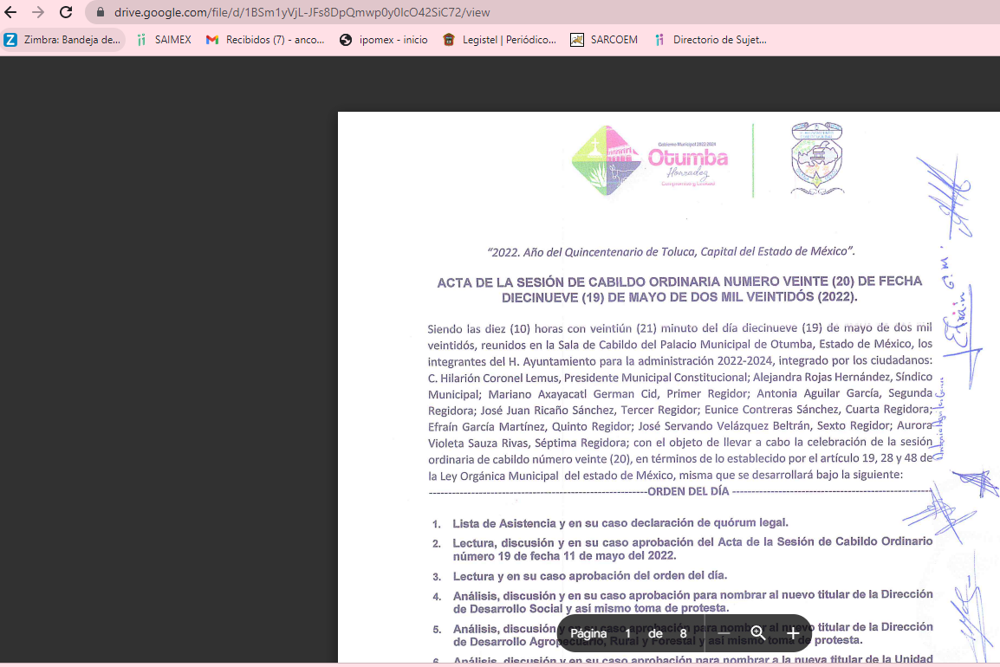 drive.google.com/file/d/1BSm1yVjL-JFs8DpQmwp0y0IcO42SiC72/view
Zimbra: Bandeja de... SAIMEX Recibidos (7) - anco... ipomex - inicio Legistel | Periódico... SARCOEM Directorio de Sujet...
Gobierno Municipal 2022-2024
Otumba
Honradez
“2022. Año del Quincentenario de Toluca, Capital del Estado de México”.
ACTA DE LA SESIÓN DE CABILDO ORDINARIA NUMERO VEINTE (20) DE FECHA
DIECINUEVE (19) DE MAYO DE DOS MIL VEINTIDÓS (2022).
Siendo las diez (10) horas con veintiún (21) minuto del día diecinueve (19) de mayo de dos mil
veintidós, reunidos en la Sala de Cabildo del Palacio Municipal de Otumba, Estado de México, los
integrantes del H. Ayuntamiento para la administración 2022-2024, integrado por los ciudadanos:
C. Hilarión Coronel Lemus, Presidente Municipal Constitucional; Alejandra Rojas Hernández, Síndico
Municipal; Mariano Axayacatl German Cid, Primer Regidor; Antonia Aguilar García, Segunda
Regidora; José Juan Ricaño Sánchez, Tercer Regidor; Eunice Contreras Sánchez, Cuarta Regidora;
Efraín García Martínez, Quinto Regidor; José Servando Velázquez Beltrán, Sexto Regidor; Aurora
Violeta Sauza Rivas, Séptima Regidora; con el objeto de llevar a cabo la celebración de la sesión
ordinaria de cabildo número veinte (20), en términos de lo establecido por el artículo 19, 28 y 48 de
la Ley Orgánica Municipal del estado de México, misma que se desarrollará bajo la siguiente:
ORDEN DEL DÍA
1. Lista de Asistencia y en su caso declaración de quórum legal.
2. Lectura, discusión y en su caso aprobación del Acta de la Sesión de Cabildo Ordinario
número 19 de fecha 11 de mayo del 2022.
3. Lectura y en su caso aprobación del orden del día.
4. Análisis, discusión y en su caso aprobación para nombrar al nuevo titular de la Dirección
de Desarrollo Social y así mismo toma de protesta.
5. Análisis, discusión y en su caso aprobación para nombrar al nuevo titular de la Dirección
de Desarrollo Agropecuario, Rural y Forestal y así mismo toma de protesta.
6. Análisis, discusión y en su caso aprobación para nombrar a la nueva titular de la Unidad
Página 1 de 8
Efrain G. M.